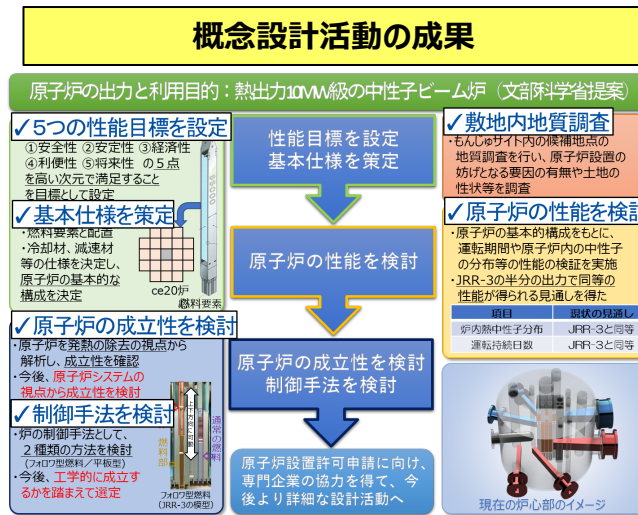 概念設計活動の成果
原子炉の出力と利用目的：熱出力10MW級の中性子ビーム炉（文部科学省提案）
✓5つの性能目標を設定
①安全性 ②安定性 ③経済性
④利便性 ⑤将来性 の５点
を高い次元で満足すること
を目標として設定
✓基本仕様を策定
・燃料要素と配置
・冷却材、減速材
等の仕様を決定し、
原子炉の基本的な
構成を決定
ce20炉
燃料要素
✓原子炉の成立性を検討
・原子炉を発熱の除去の視点から
解析し、成立性を確認
・今後、原子炉システムの
視点から成立性を検討
✓制御手法を検討
・炉の制御手法として、
２種類の方法を検討
(フォロワ型燃料／平板型)
・今後、工学的に成立す
るかを踏まえて選定
上下方向に可動
燃料部
通常の燃料
フォロワ型燃料
(JRR-3の模型)
性能目標を設定
基本仕様を策定
原子炉の性能を検討
原子炉の成立性を検討
制御手法を検討
原子炉設置許可申請に向け、
専門企業の協力を得て、今
後より詳細な設計活動へ
✓敷地内地質調査
・もんじゅサイト内の候補地点の
地質調査を行い、原子炉設置の
妨げとなる要因の有無や土地の
性状等を調査
✓原子炉の性能を検討
・原子炉の基本的構成をもとに、
運転期間や原子炉内の中性子
の分布等の性能の検証を実施
・JRR-3の半分の出力で同等の
性能が得られる見通しを得た
項目 現状の見通し
炉内熱中性子分布 JRR-3と同等
運転持続日数 JRR-3と同等
現在の炉心部のイメージ